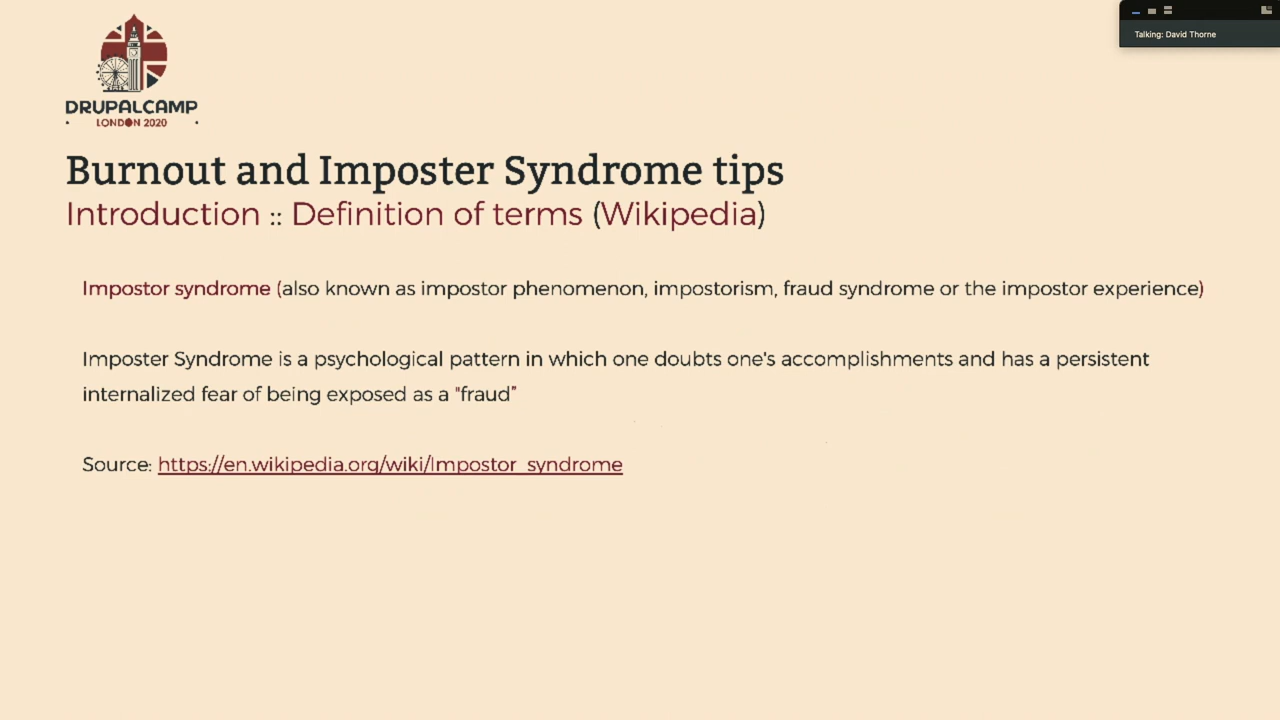 Talking: David Thorne
DRUPALCAMP
LONDON 2020
Burnout and Imposter Syndrome tips
Introduction :: Definition of terms (Wikipedia)
Impostor syndrome (also known as impostor phenomenon, impostorism, fraud syndrome or the impostor experience)
Imposter Syndrome is a psychological pattern in which one doubts one's accomplishments and has a persistent
internalized fear of being exposed as a "fraud”
Source: https://en.wikipedia.org/wiki/Impostor_syndrome